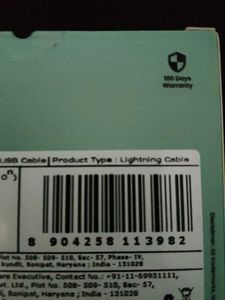 180 Days
Warranty
USB Cable| Product Type : Lightning Cable
Plot No. 508- 509- 510, Sec- 57, Phase-IV,
kundli, Sonipat, Haryana ; India - 131028
8 904258 113982
Executive, Contact No.: +91-11-69951111,
Pvt. Ltd., Plot No. 508- 509- 510, Sec- 57,
Sonipat, Haryana ; India - 131028
Disclaimer: All